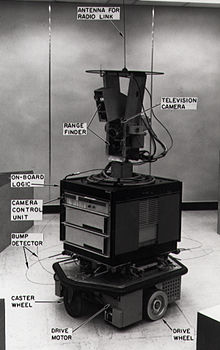 ANTENNA FOR
RADIO LINK
TELEVISION
CAMERA
RANGE
FINDER
ON-BOARD
LOGIC
CAMERA
CONTROL
UNIT
BUMP
DETECTOR
CASTER
WHEEL
DRIVE
MOTOR
DRIVE
WHEEL